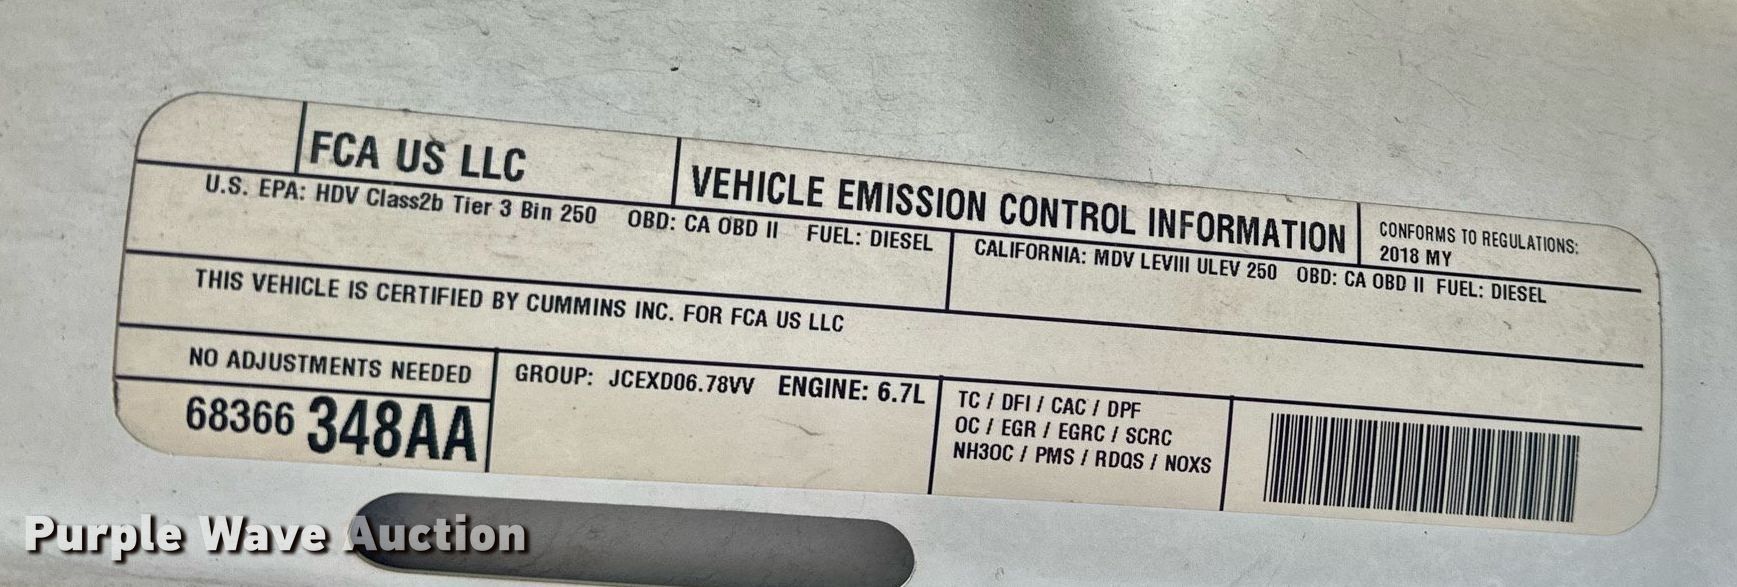 FCA US LLC
VEHICLE EMISSION CONTROL INFORMATION
CONFORMS TO REGULATIONS:
2018 MY
U.S. EPA: HDV Class2b Tier 3 Bin 250 OBD: CA OBD II FUEL: DIESEL
CALIFORNIA: MDV LEVIII ULEV 250 OBD: CA OBD II FUEL: DIESEL
THIS VEHICLE IS CERTIFIED BY CUMMINS INC. FOR FCA US LLC
NO ADJUSTMENTS NEEDED
68366 348AA
GROUP: JCEXD06.78VV ENGINE: 6.7L
TC / DFI / CAC / DPF
OC / EGR / EGRC / SCRC
NH3OC / PMS / RDQS / NOXS
Purple Wave Auction